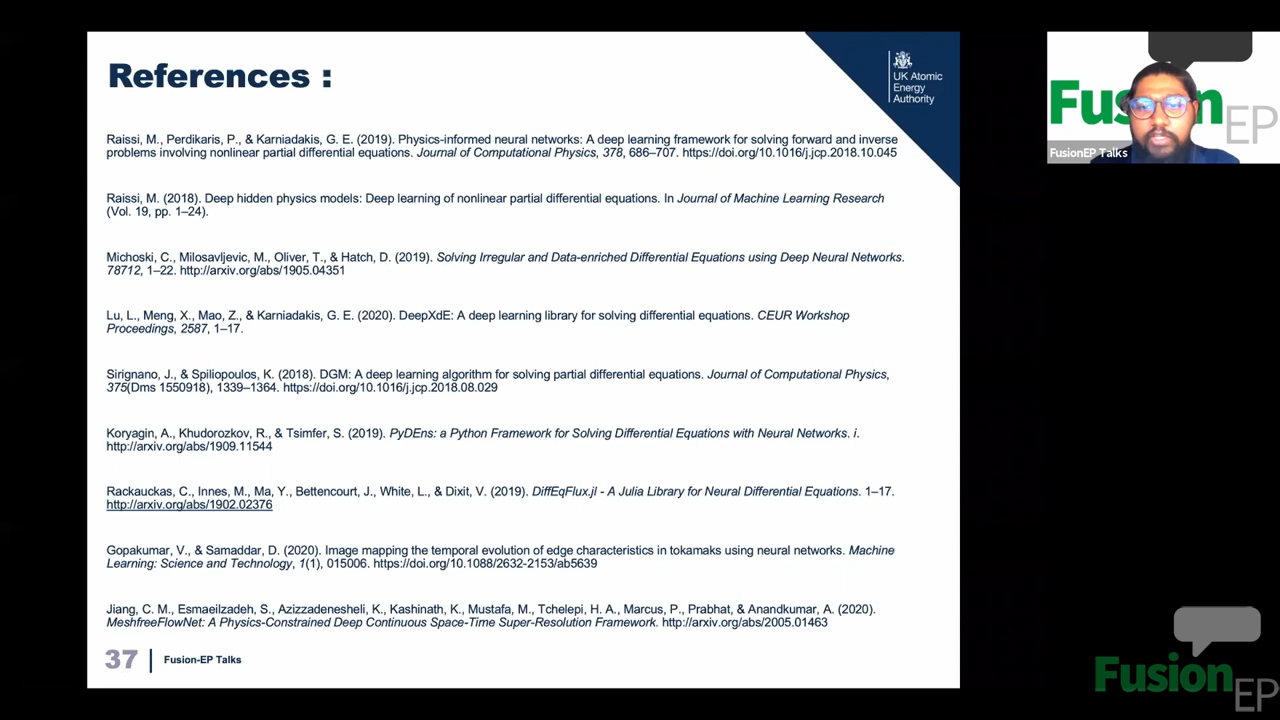 References :
UK Atomic
Energy
Authority
Raissi, M., Perdikaris, P., & Karniadakis, G. E. (2019). Physics-informed neural networks: A deep learning framework for solving forward and inverse
problems involving nonlinear partial differential equations. Journal of Computational Physics, 378, 686–707. https://doi.org/10.1016/j.jcp.2018.10.045
Raissi, M. (2018). Deep hidden physics models: Deep learning of nonlinear partial differential equations. In Journal of Machine Learning Research
(Vol. 19, pp. 1–24).
Michoski, C., Milosavljevic, M., Oliver, T., & Hatch, D. (2019). Solving Irregular and Data-enriched Differential Equations using Deep Neural Networks.
78712, 1–22. http://arxiv.org/abs/1905.04351
Lu, L., Meng, X., Mao, Z., & Karniadakis, G. E. (2020). DeepXdE: A deep learning library for solving differential equations. CEUR Workshop
Proceedings, 2587, 1–17.
Sirignano, J., & Spiliopoulos, K. (2018). DGM: A deep learning algorithm for solving partial differential equations. Journal of Computational Physics,
375(Dms 1550918), 1339–1364. https://doi.org/10.1016/j.jcp.2018.08.029
Koryagin, A., Khudorozkov, R., & Tsimfer, S. (2019). PyDEns: a Python Framework for Solving Differential Equations with Neural Networks. i.
http://arxiv.org/abs/1909.11544
Rackauckas, C., Innes, M., Ma, Y., Bettencourt, J., White, L., & Dixit, V. (2019). DiffEqFlux.jl - A Julia Library for Neural Differential Equations. 1–17.
http://arxiv.org/abs/1902.02376
Gopakumar, V., & Samaddar, D. (2020). Image mapping the temporal evolution of edge characteristics in tokamaks using neural networks. Machine
Learning: Science and Technology, 1(1), 015006. https://doi.org/10.1088/2632-2153/ab5639
Jiang, C. M., Esmaeilzadeh, S., Azizzadenesheli, K., Kashinath, K., Mustafa, M., Tchelepi, H. A., Marcus, P., Prabhat, & Anandkumar, A. (2020).
MeshfreeFlowNet: A Physics-Constrained Deep Continuous Space-Time Super-Resolution Framework. http://arxiv.org/abs/2005.01463
37
Fusion-EP Talks
Fusion
EP
FusionEP Talks
Fusion
EP